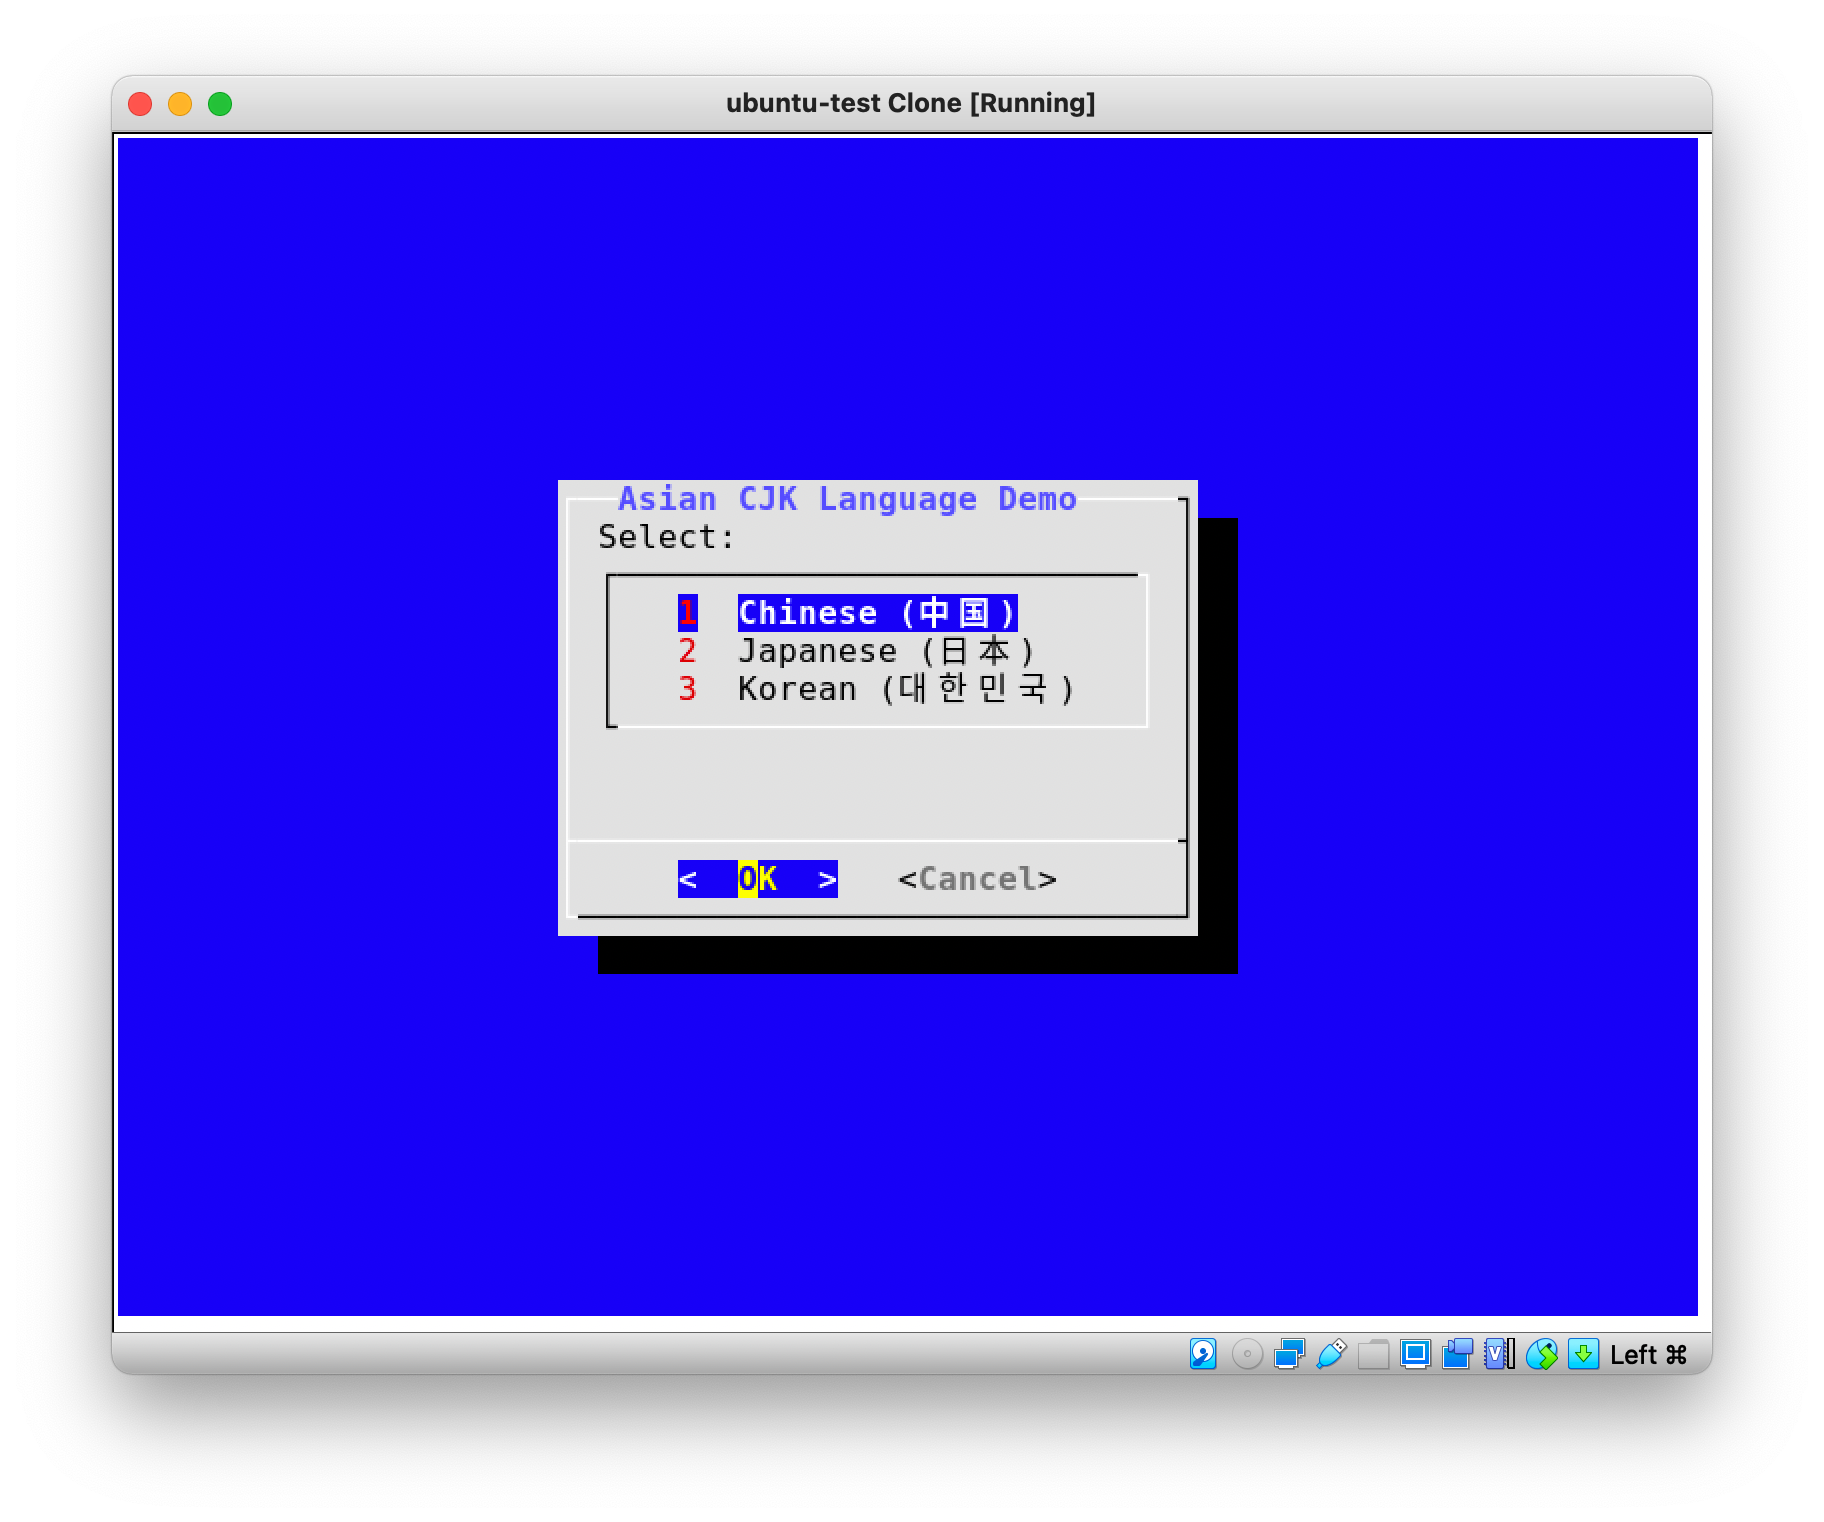 ubuntu-test Clone [Running]
Asian CJK Language Demo
Select:
1 Chinese (中国)
2 Japanese (日本)
3 Korean (대한민국)
< OK > <Cancel>
Left ⌘